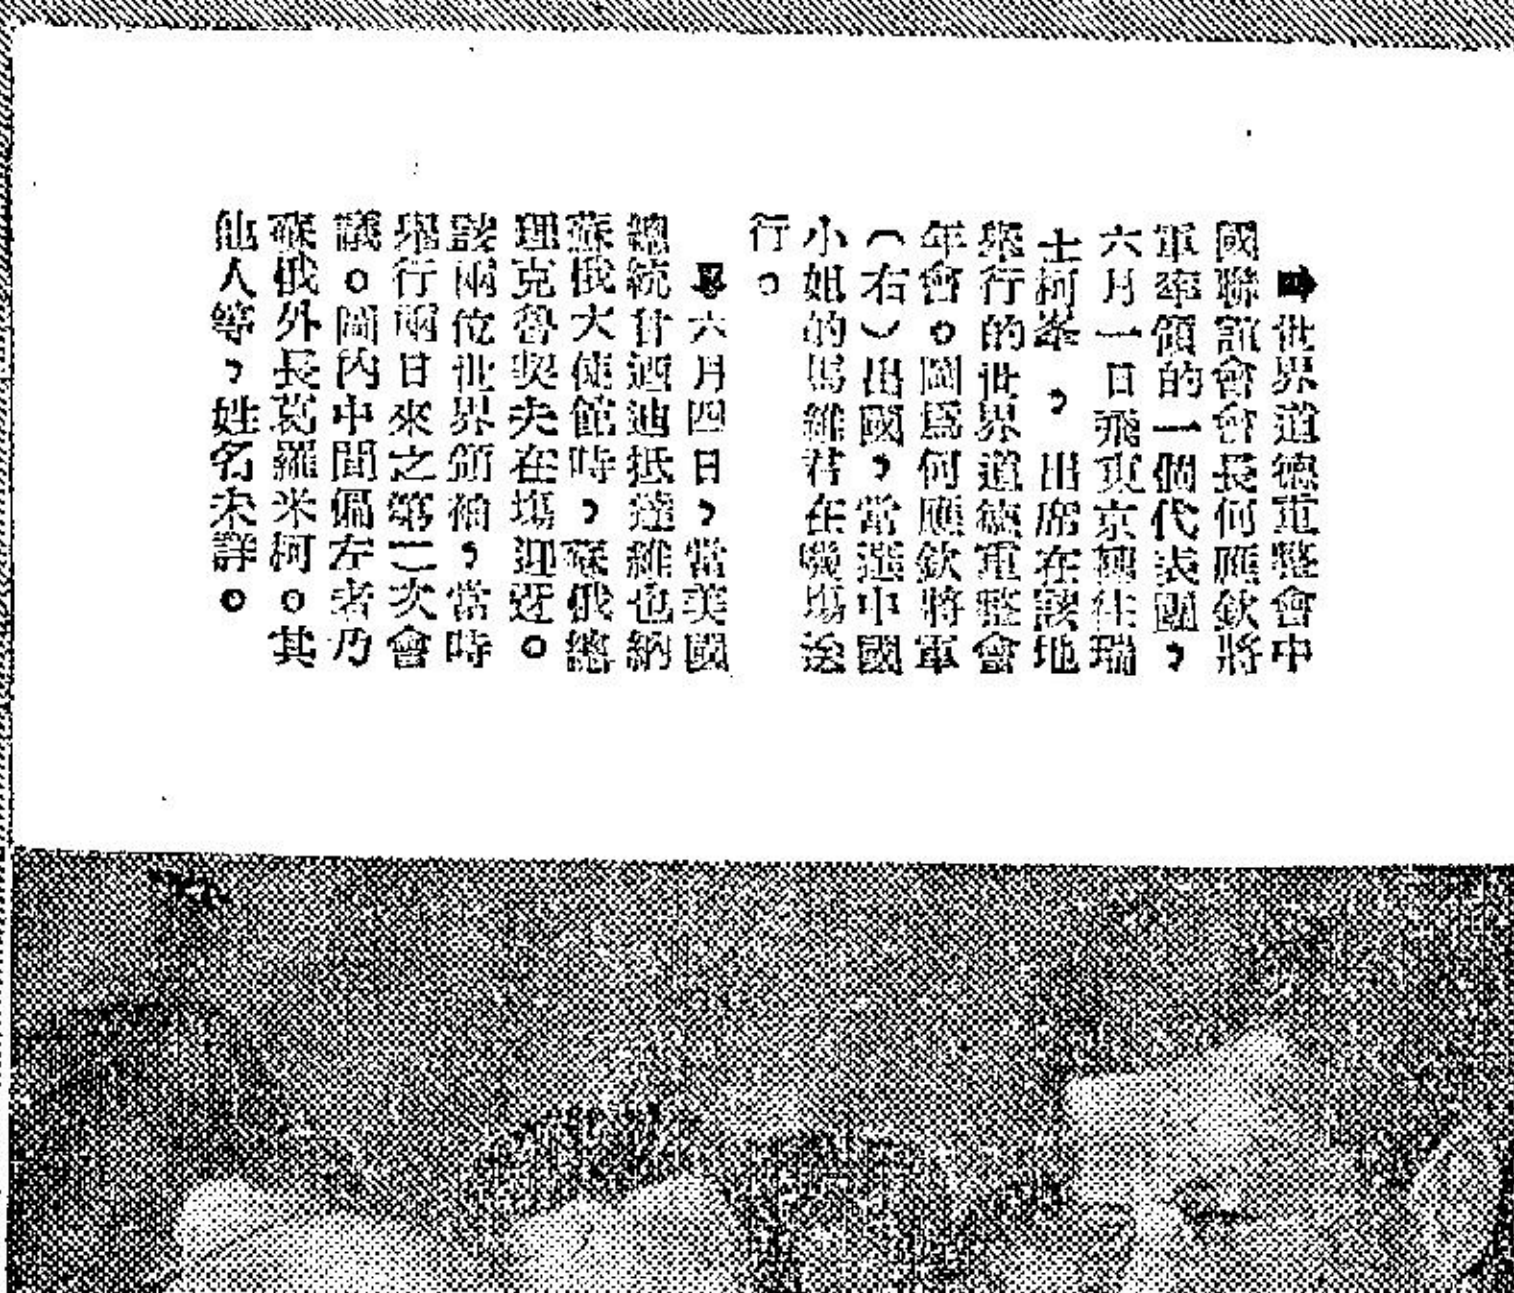 ➡世界道德重整會中
國聯誼會會長何應欽將
軍率領的一個代表團，
六月一日飛東京轉往瑞
士柯峯，出席在該地
舉行的世界道德重整會
年會。圖爲何應欽將軍
（右）出國，當選中國
小姐的馬維君在機場送
行。
⬇六月四日，當美國
總統甘迺迪抵達維也納
蘇俄大使館時，蘇俄總
理克魯契夫在塲迎迓。
該兩位世界領袖，當時
舉行兩日來之第二次會
議。圖內中間偏左者乃
蘇俄外長葛羅米柯。其
他人等，姓名未詳。